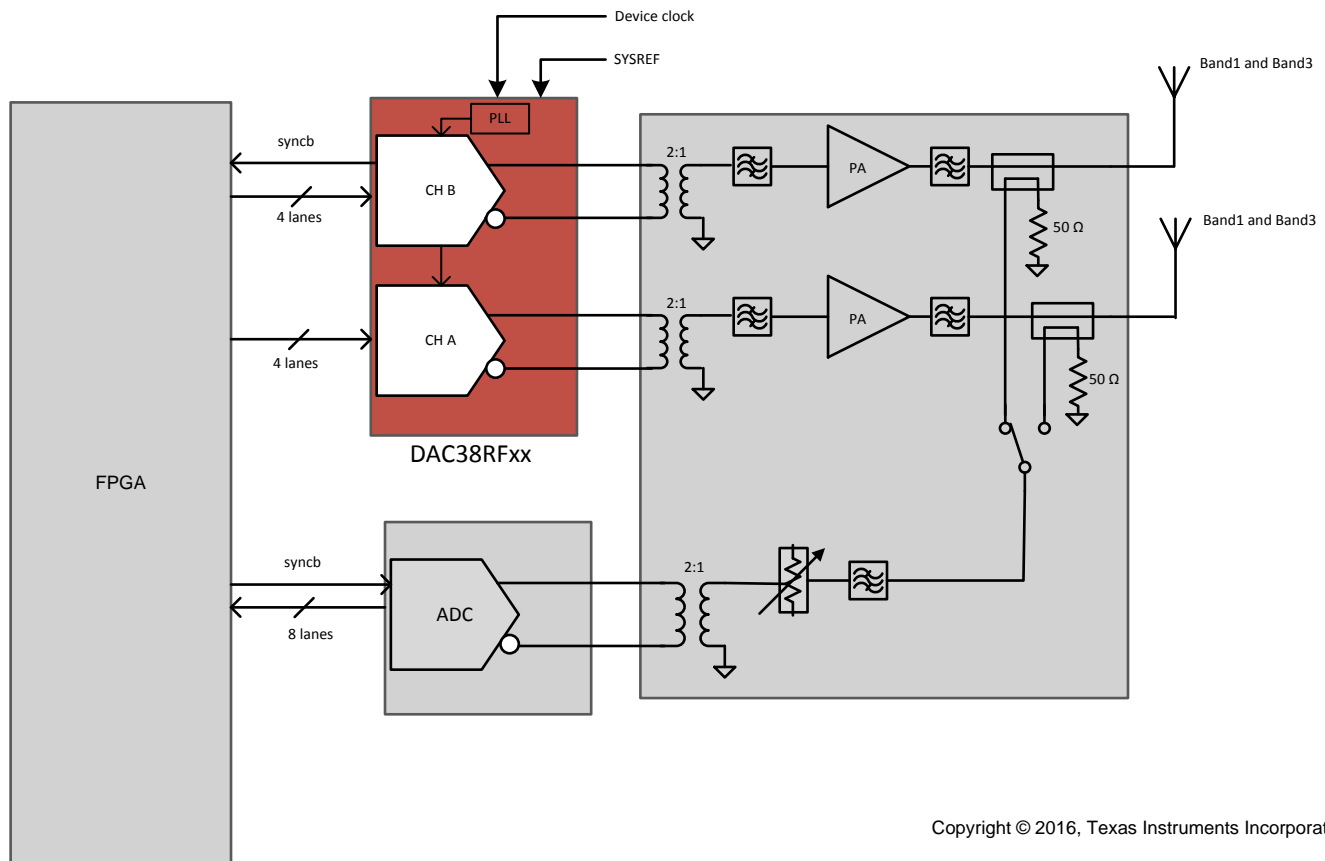 Device clock
SYSREF
Band1 and Band3
PLL
syncb
2:1
PA
CH B
4 lanes
50 Ω
Band1 and Band3
2:1
PA
CH A
4 lanes
50 Ω
DAC38RFxx
FPGA
syncb
2:1
ADC
8 lanes
Copyright © 2016, Texas Instruments Incorporat